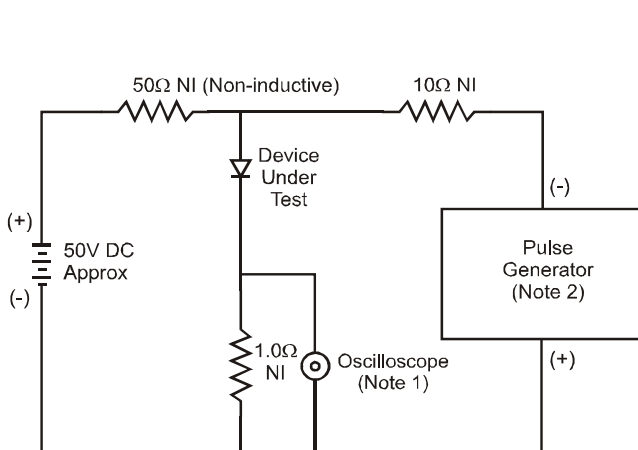 50Ω NI (Non-inductive)
10Ω NI
Device
Under
Test
(-)
(+)
50V DC
Approx
(-)
Pulse
Generator
(Note 2)
1.0Ω
NI
Oscilloscope
(Note 1)
(+)